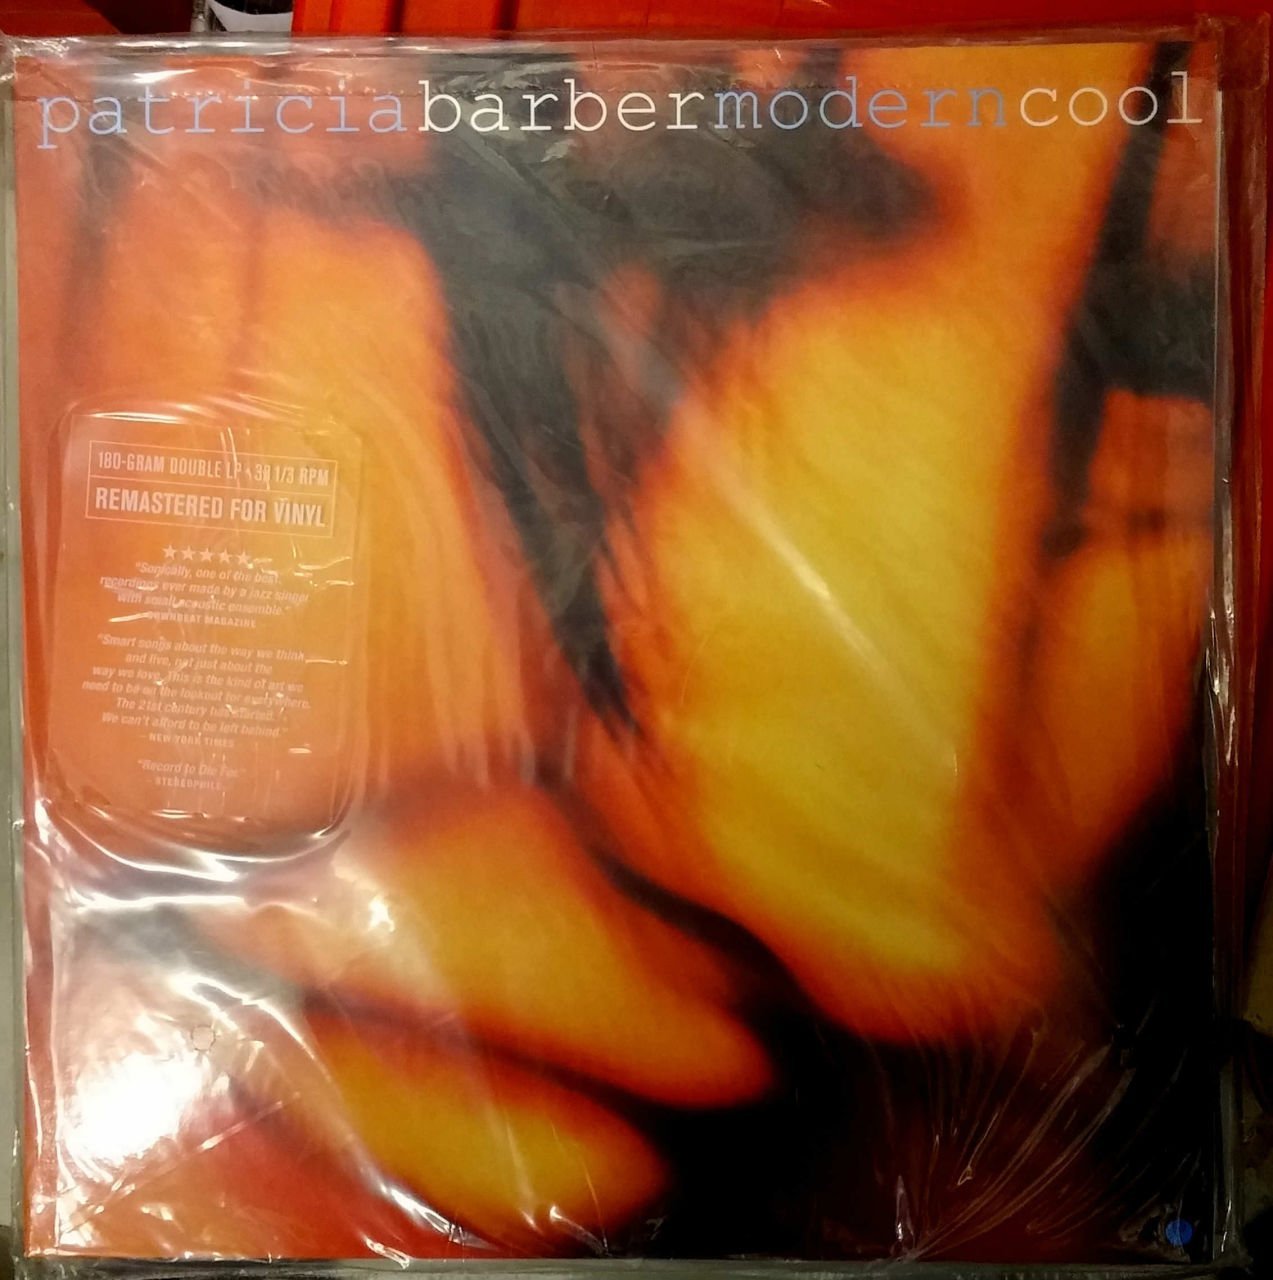 patriciabarbermoderncool
180-GRAM DOUBLE LP • 33 1/3 RPM
REMASTERED FOR VINYL
★★★★★
"Sonically, one of the best
recordings ever made by a jazz singer
with small acoustic ensemble."
– DOWNBEAT MAGAZINE
"Smart songs about the way we think
and live, not just about the
way we love. This is the kind of art we
need to be on the lookout for everywhere.
The 21st century has started.
We can't afford to be left behind."
– NEW YORK TIMES
"Record to Die For"
– STEREOPHILE